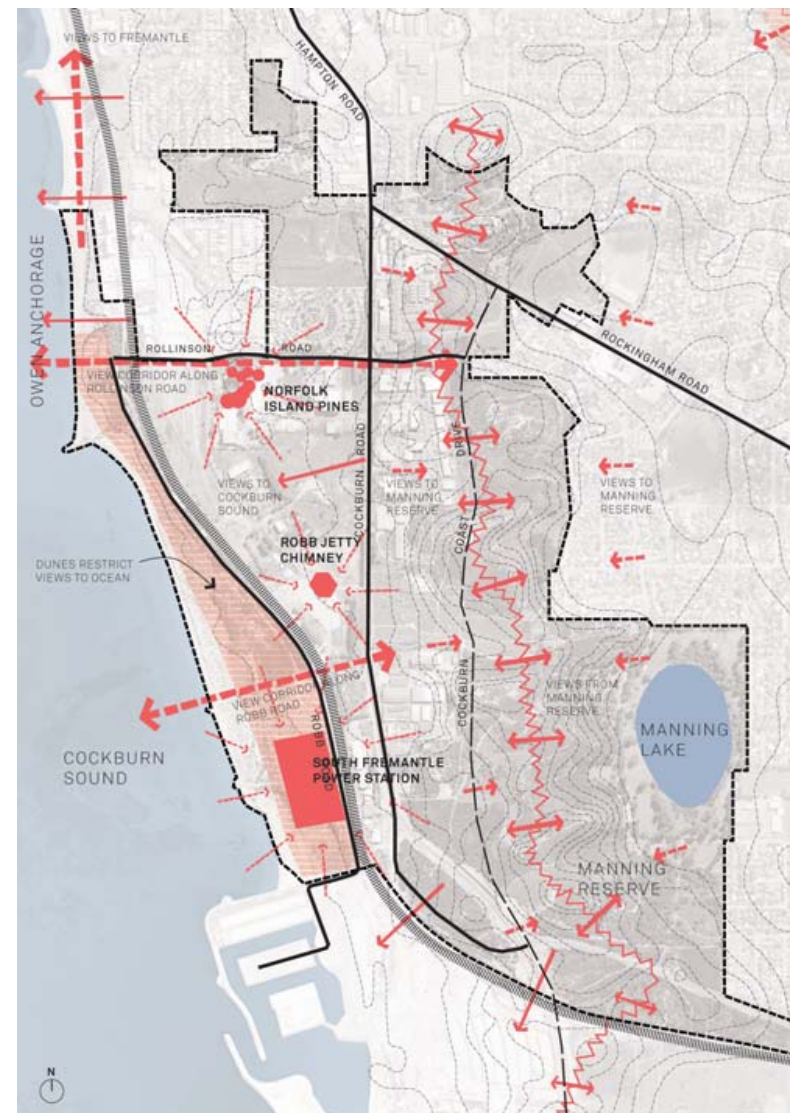 VIEWS TO FREMANTLE
HAMPTON ROAD
OWEN ANCHORAGE
ROLLINSON ROAD
ROCKINGHAM ROAD
VIEW CORRIDOR ALONG
ROLLINSON ROAD
NORFOLK
ISLAND PINES
COCKBURN ROAD
COCKBURN COAST DRIVE
VIEWS TO
COCKBURN
SOUND
VIEWS TO
MANNING
RESERVE
VIEWS TO
MANNING
RESERVE
ROBB JETTY
CHIMNEY
DUNES RESTRICT
VIEWS TO OCEAN
VIEW CORRIDOR ALONG
ROBB ROAD
VIEWS FROM
MANNING
RESERVE
ROBB ROAD
MANNING
LAKE
COCKBURN
SOUND
SOUTH FREMANTLE
POWER STATION
MANNING
RESERVE
N